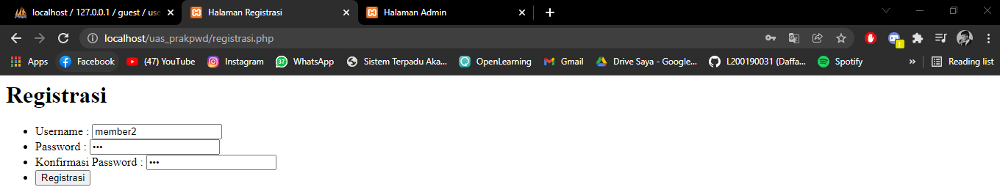 localhost / 127.0.0.1 / guest / use
Halaman Registrasi
Halaman Admin
localhost/uas_prakpwd/registrasi.php
Apps
Facebook
(47) YouTube
Instagram
37
WhatsApp
Sistem Terpadu Aka...
OpenLearning
Gmail
Drive Saya - Google...
L200190031 (Daffa...
Spotify
»
Reading list
Registrasi
• Username : member2
• Password : •••
• Konfirmasi Password : •••
• Registrasi